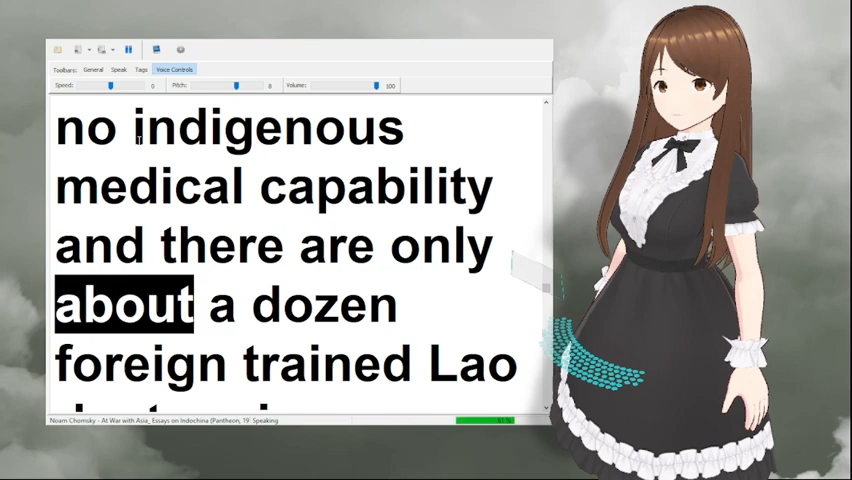 Toolbars: General Speak Tags Voice Controls
Speed: 0 Pitch: 8 Volume: 100
no indigenous
medical capability
and there are only
about a dozen
foreign trained Lao
Noam Chomsky - At War with Asia_ Essays on Indochina (Pantheon, 19 Speaking 61 %